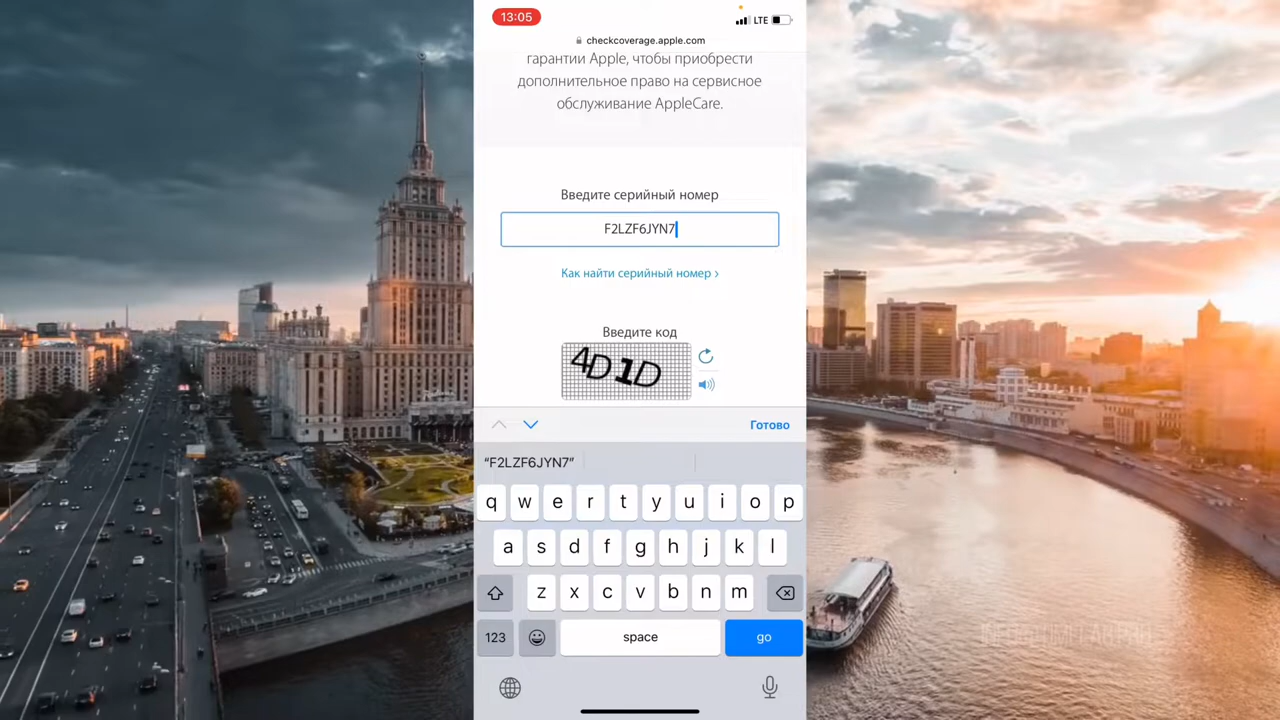 13:05
LTE
checkcoverage.apple.com
гарантии Apple, чтобы приобрести
дополнительное право на сервисное
обслуживание AppleCare.
Введите серийный номер
F2LZF6JYN7
Как найти серийный номер ›
Введите код
4D1D
Готово
“F2LZF6JYN7”
q w e r t y u i o p
a s d f g h j k l
z x c v b n m
123 space go